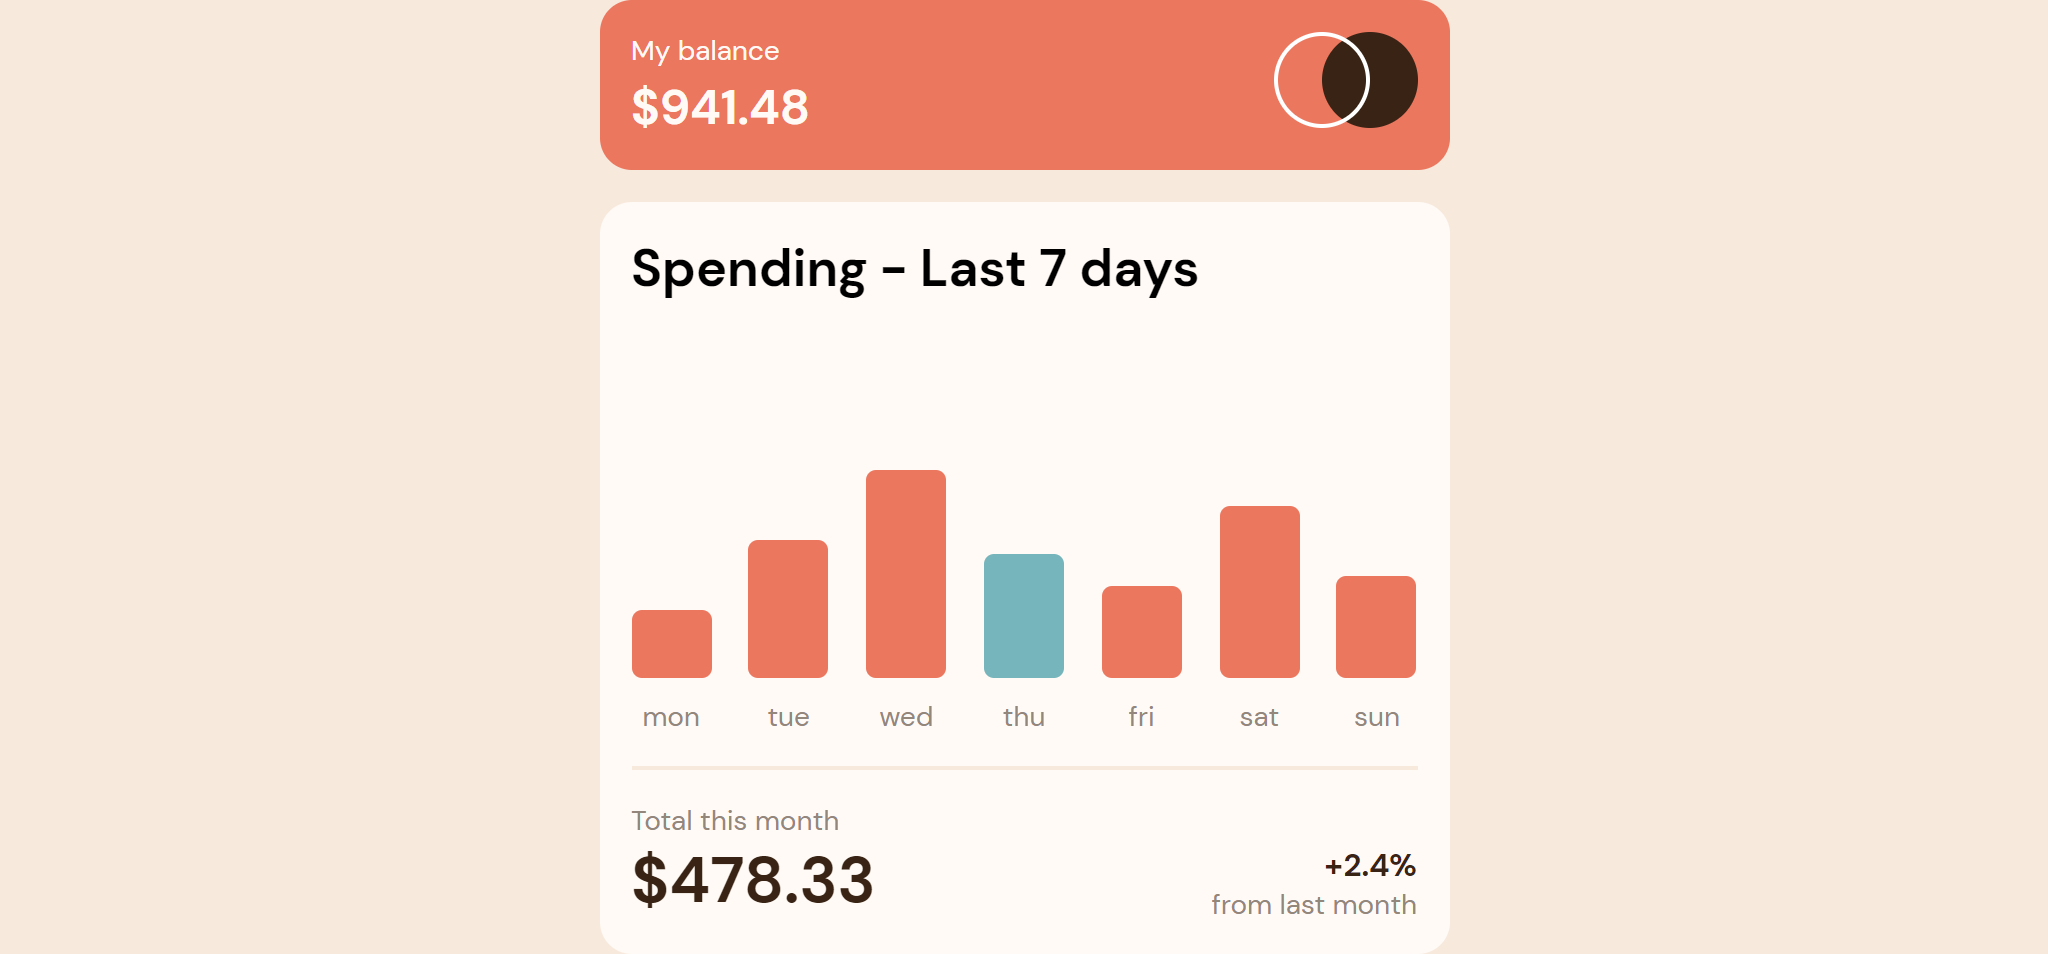 My balance
$941.48
Spending - Last 7 days
mon tue wed thu fri sat sun
Total this month
$478.33
+2.4%
from last month